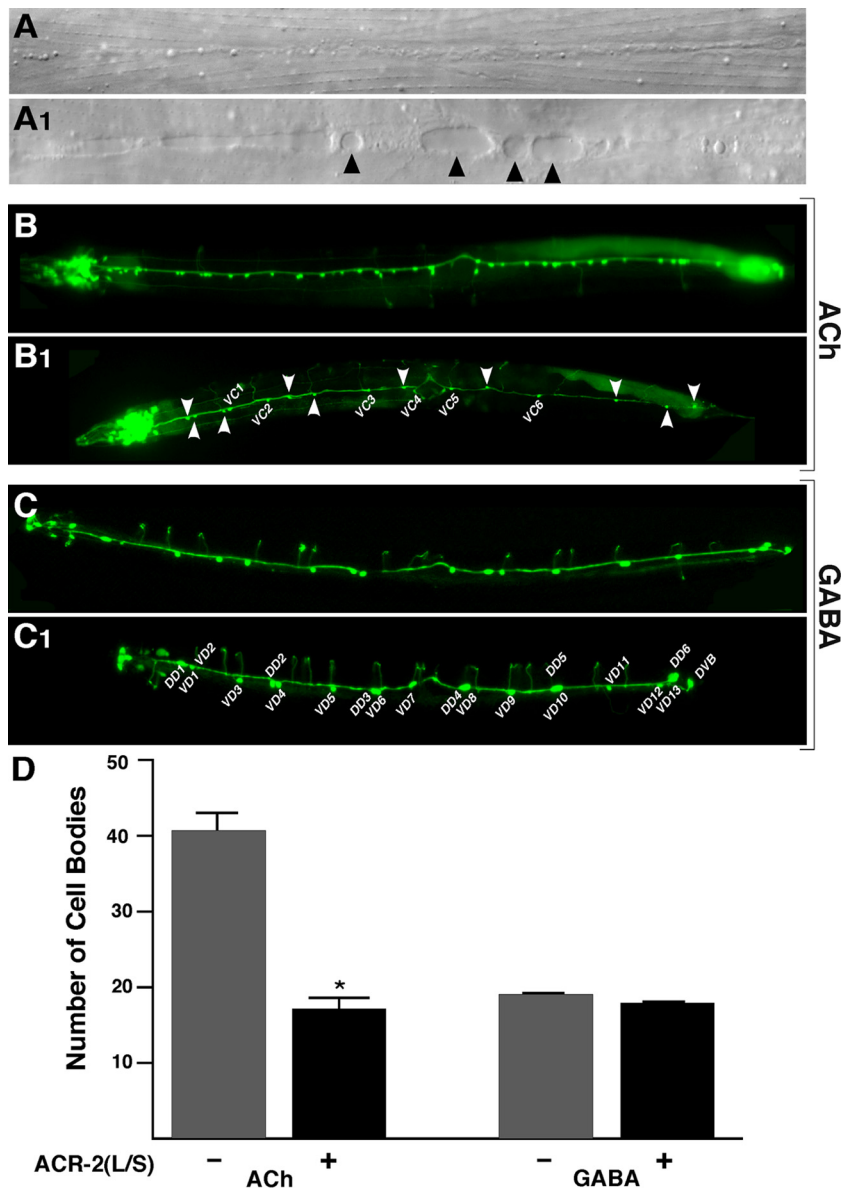 A
A1
B
B1
VC1
VC2
VC3
VC4
VC5
VC6
ACh
C
C1
DD1
VD1
VD2
VD3
DD2
VD4
VD5
DD3
VD6
VD7
DD4
VD8
VD9
DD5
VD10
VD11
VD12
VD13
DD6
DVB
GABA
D
Number of Cell Bodies
50
40
30
20
10
*
ACR-2(L/S) − + − +
ACh GABA